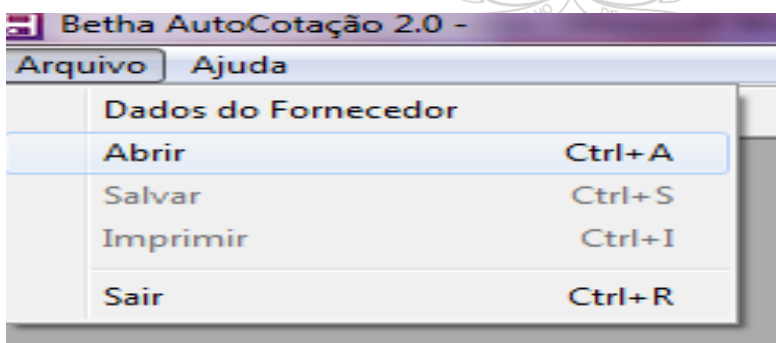 Betha AutoCotação 2.0 -
Arquivo Ajuda
Dados do Fornecedor
Abrir Ctrl+A
Salvar Ctrl+S
Imprimir Ctrl+I
Sair Ctrl+R